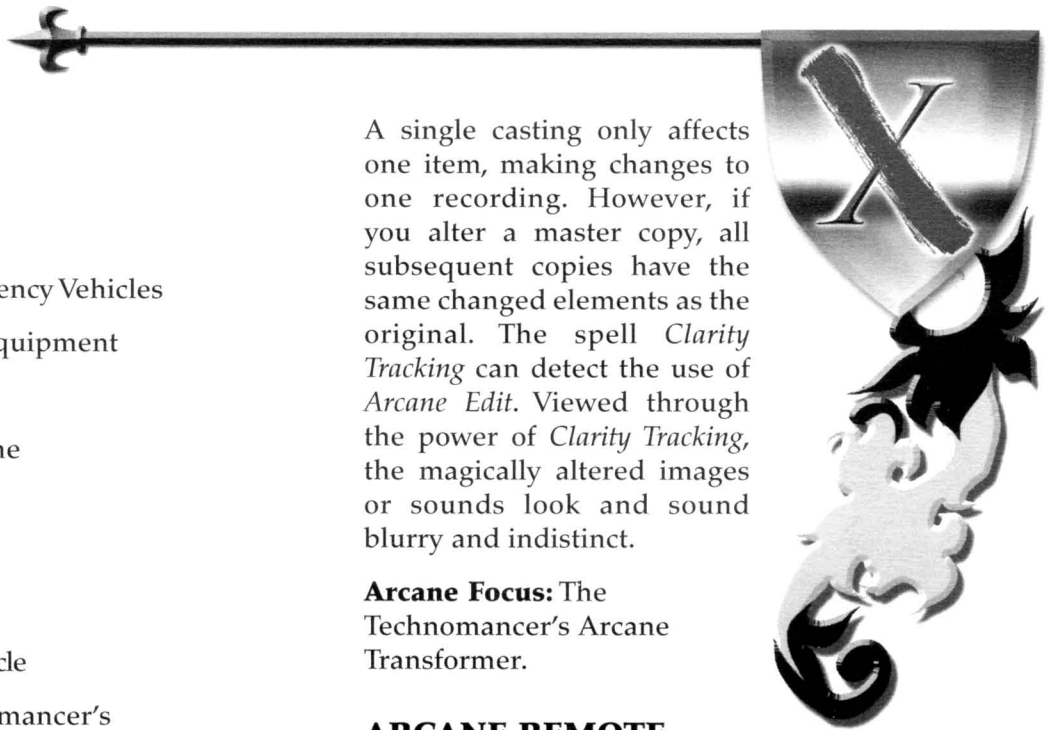 ency Vehicles
quipment
ne
cle
mancer's
A single casting only affects
one item, making changes to
one recording. However, if
you alter a master copy, all
subsequent copies have the
same changed elements as the
original. The spell Clarity
Tracking can detect the use of
Arcane Edit. Viewed through
the power of Clarity Tracking,
the magically altered images
or sounds look and sound
blurry and indistinct.
Arcane Focus: The
Technomancer's Arcane
Transformer.
ARCANE REMOTE
X